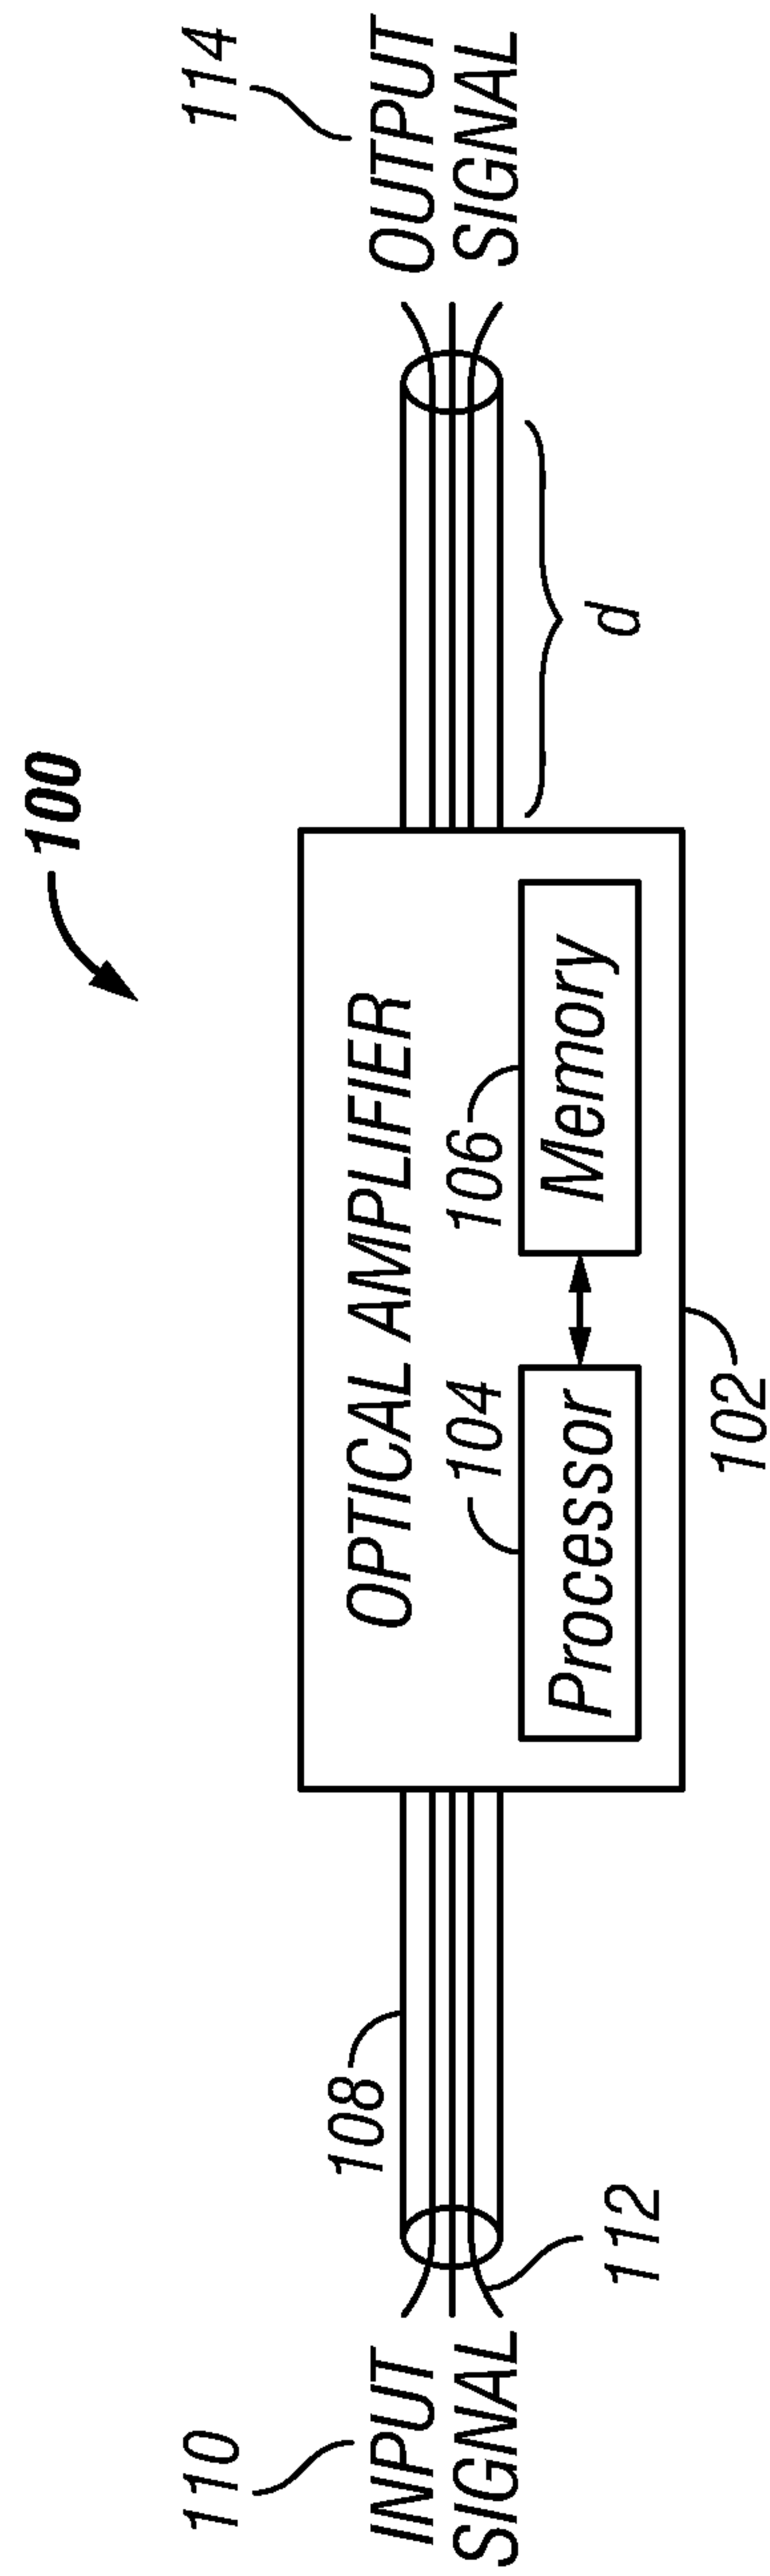 100
110
INPUT
SIGNAL
112
108
OPTICAL AMPLIFIER
104
Processor
106
Memory
102
d
114
OUTPUT
SIGNAL